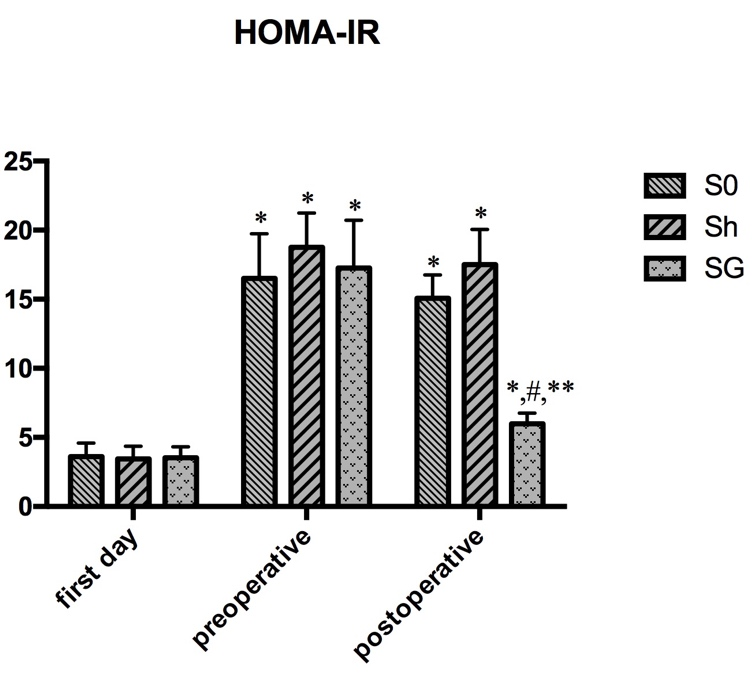 HOMA-IR
25
20
15
10
5
0
* * *
* *
*,#,**
first day
preoperative
postoperative
S0
Sh
SG